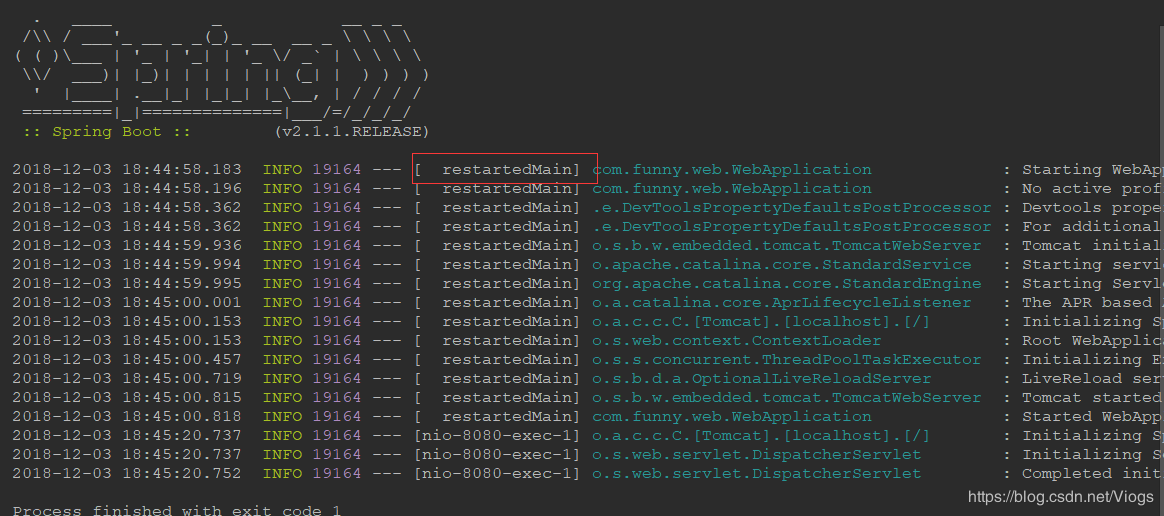 .   ____          _            __ _ _
 /\\ / ___'_ __ _ _(_)_ __  __ _ \ \ \ \
( ( )\___ | '_ | '_| | '_ \/ _` | \ \ \ \
 \\/  ___)| |_)| | | | | || (_| |  ) ) ) )
  '  |____| .__|_| |_|_| |_\__, | / / / /
 =========|_|==============|___/=/_/_/_/
 :: Spring Boot ::        (v2.1.1.RELEASE)
2018-12-03 18:44:58.183  INFO 19164 --- [  restartedMain] com.funny.web.WebApplication             : Starting WebAp
2018-12-03 18:44:58.196  INFO 19164 --- [  restartedMain] com.funny.web.WebApplication             : No active prof
2018-12-03 18:44:58.362  INFO 19164 --- [  restartedMain] .e.DevToolsPropertyDefaultsPostProcessor : Devtools prope
2018-12-03 18:44:58.362  INFO 19164 --- [  restartedMain] .e.DevToolsPropertyDefaultsPostProcessor : For additional
2018-12-03 18:44:59.936  INFO 19164 --- [  restartedMain] o.s.b.w.embedded.tomcat.TomcatWebServer  : Tomcat initial
2018-12-03 18:44:59.994  INFO 19164 --- [  restartedMain] o.apache.catalina.core.StandardService   : Starting servi
2018-12-03 18:44:59.995  INFO 19164 --- [  restartedMain] org.apache.catalina.core.StandardEngine  : Starting Servl
2018-12-03 18:45:00.001  INFO 19164 --- [  restartedMain] o.a.catalina.core.AprLifecycleListener   : The APR based
2018-12-03 18:45:00.153  INFO 19164 --- [  restartedMain] o.a.c.c.C.[Tomcat].[localhost].[/]       : Initializing Sp
2018-12-03 18:45:00.153  INFO 19164 --- [  restartedMain] o.s.web.context.ContextLoader            : Root WebApplic
2018-12-03 18:45:00.457  INFO 19164 --- [  restartedMain] o.s.s.concurrent.ThreadPoolTaskExecutor  : Initializing E
2018-12-03 18:45:00.719  INFO 19164 --- [  restartedMain] o.s.b.d.a.OptionalLiveReloadServer       : LiveReload ser
2018-12-03 18:45:00.815  INFO 19164 --- [  restartedMain] o.s.b.w.embedded.tomcat.TomcatWebServer  : Tomcat started
2018-12-03 18:45:00.818  INFO 19164 --- [  restartedMain] com.funny.web.WebApplication             : Started WebApp
2018-12-03 18:45:20.737  INFO 19164 --- [nio-8080-exec-1] o.a.c.c.C.[Tomcat].[localhost].[/]       : Initializing Sp
2018-12-03 18:45:20.737  INFO 19164 --- [nio-8080-exec-1] o.s.web.servlet.DispatcherServlet        : Initializing S
2018-12-03 18:45:20.752  INFO 19164 --- [nio-8080-exec-1] o.s.web.servlet.DispatcherServlet        : Completed init
https://blog.csdn.net/Viogs
Process finished with exit code 1